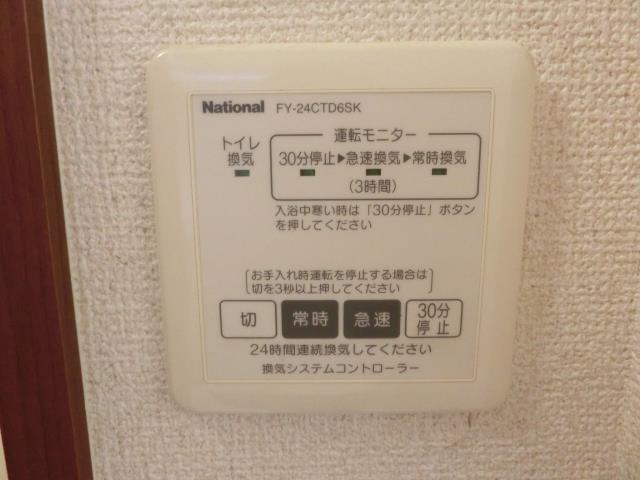 National FY-24CTD6SK
トイレ
換気
運転モニター
30分停止▶急速換気▶常時換気
(3時間)
入浴中寒い時は「30分停止」ボタン
を押してください
お手入れ時運転を停止する場合は
切を3秒以上押してください
切 常時 急速 30分
停止
24時間連続換気してください
換気システムコントローラー